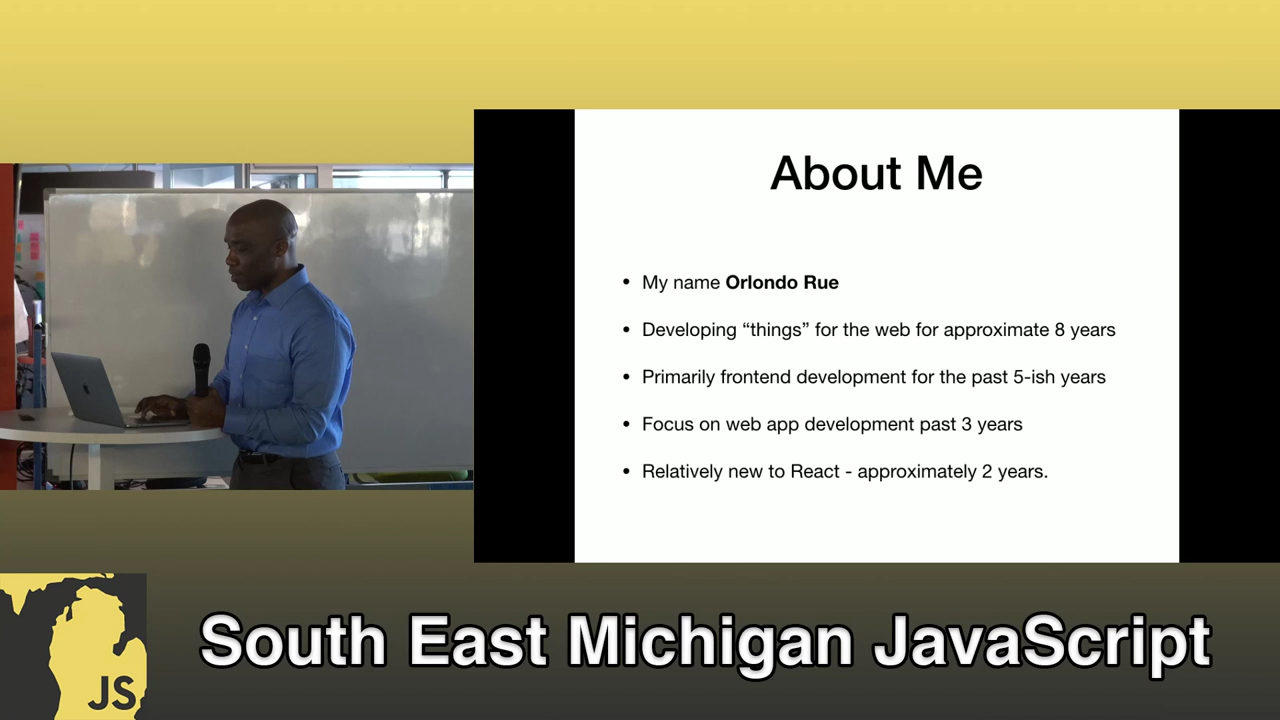 About Me
• My name Orlondo Rue
• Developing “things” for the web for approximate 8 years
• Primarily frontend development for the past 5-ish years
• Focus on web app development past 3 years
• Relatively new to React - approximately 2 years.
JS
South East Michigan JavaScript